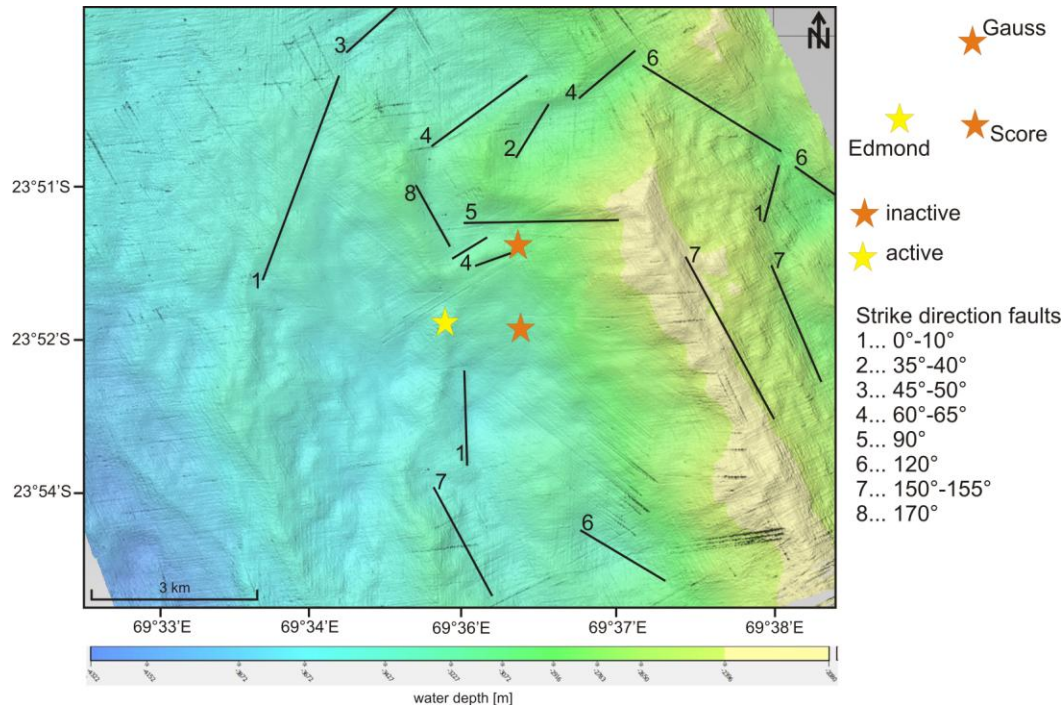 N
3
6
4
4
2
6
8
5
1
4
1
7
7
1
7
6
23°51'S
23°52'S
23°54'S
3 km
69°33'E
69°34'E
69°36'E
69°37'E
69°38'E
water depth [m]
Gauss
Edmond
Score
inactive
active
Strike direction faults
1... 0°-10°
2... 35°-40°
3... 45°-50°
4... 60°-65°
5... 90°
6... 120°
7... 150°-155°
8... 170°